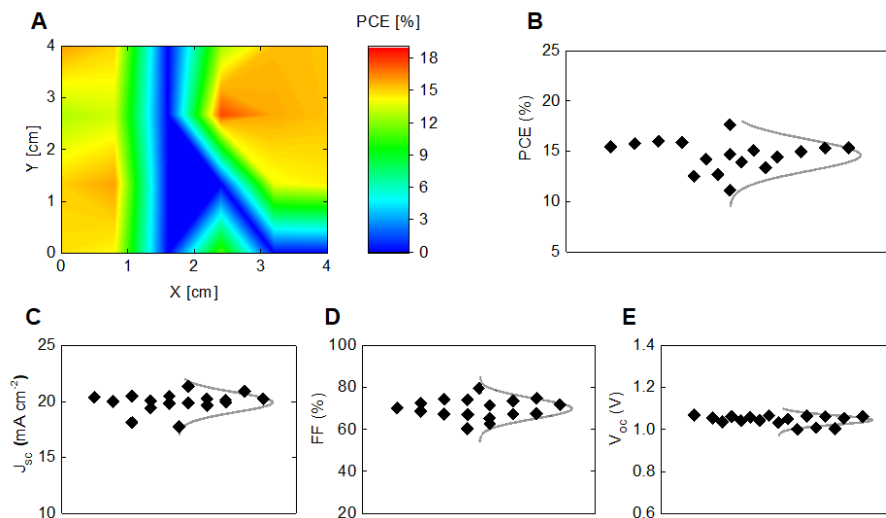 A
PCE [%]
4
3
2
1
0
Y [cm]
0 1 2 3 4
X [cm]
18
15
12
9
6
3
0
B
25
20
15
10
5
PCE (%)
C
25
20
15
10
Jsc (mA cm-2)
D
100
80
60
40
20
FF (%)
E
1.4
1.2
1.0
0.8
0.6
Voc (V)